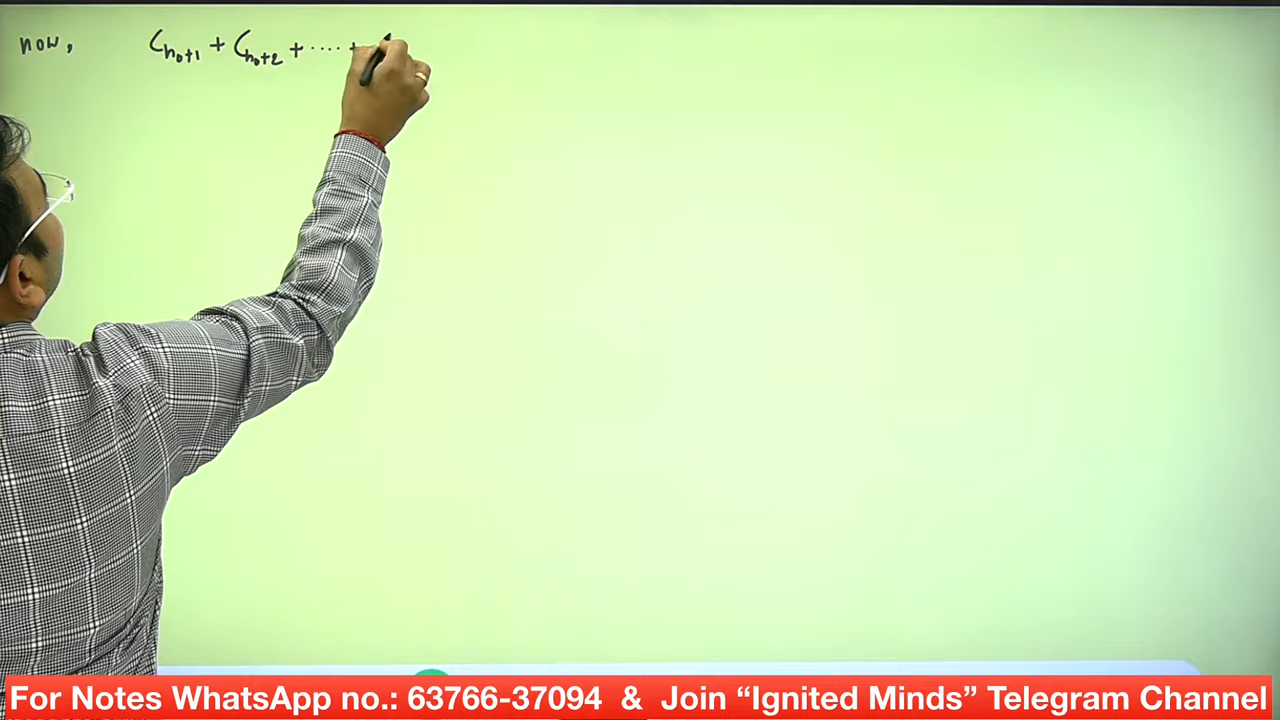 now, C_{n_0+1} + C_{n_0+2} + ..... +
For Notes WhatsApp no.: 63766-37094 & Join “Ignited Minds” Telegram Channel